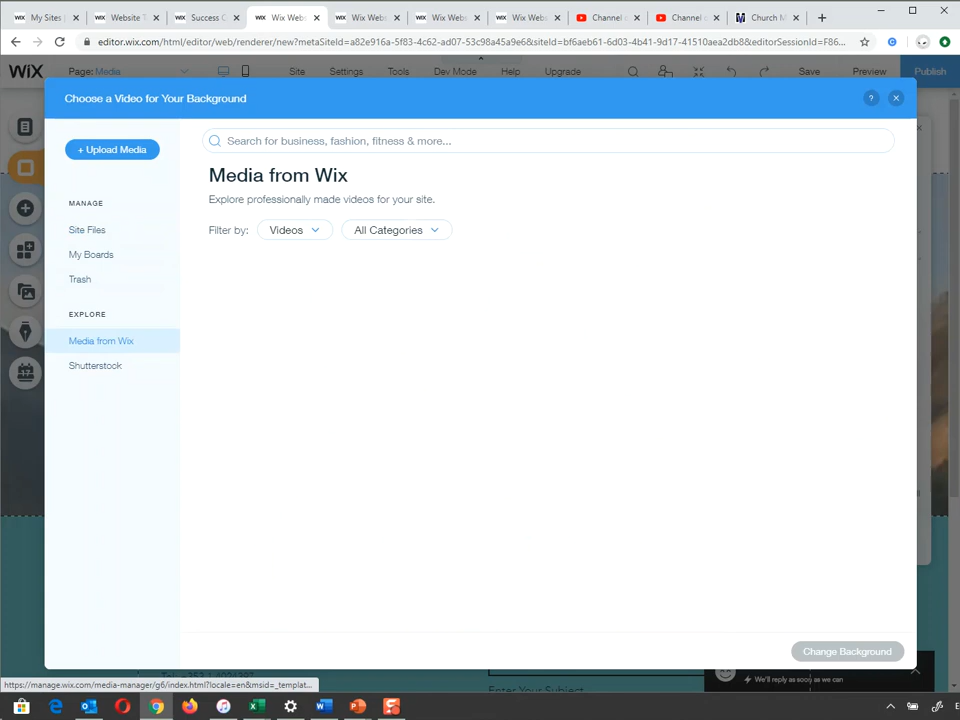 My Sites |
Website T
Success C
Wix Webs
Wix Webs
Wix Webs
Wix Webs
Channel c
Channel c
Church M
editor.wix.com/html/editor/web/renderer/new?metaSiteId=a82e916a-5f83-4c62-ad07-53c98a45a9e6&siteId=bf6aeb61-6d03-4b41-9d17-41510aea2db8&editorSessionId=F86...
WiX Page: Media Site Settings Tools Dev Mode Help Upgrade Save Preview Publish
Choose a Video for Your Background ?
+ Upload Media
MANAGE
Site Files
My Boards
Trash
EXPLORE
Media from Wix
Shutterstock
Search for business, fashion, fitness & more...
Media from Wix
Explore professionally made videos for your site.
Filter by: Videos All Categories
Change Background
We'll reply as soon as we can
Enter Your Subject
https://manage.wix.com/media-manager/g6/index.html?locale=en&msid=_templat...